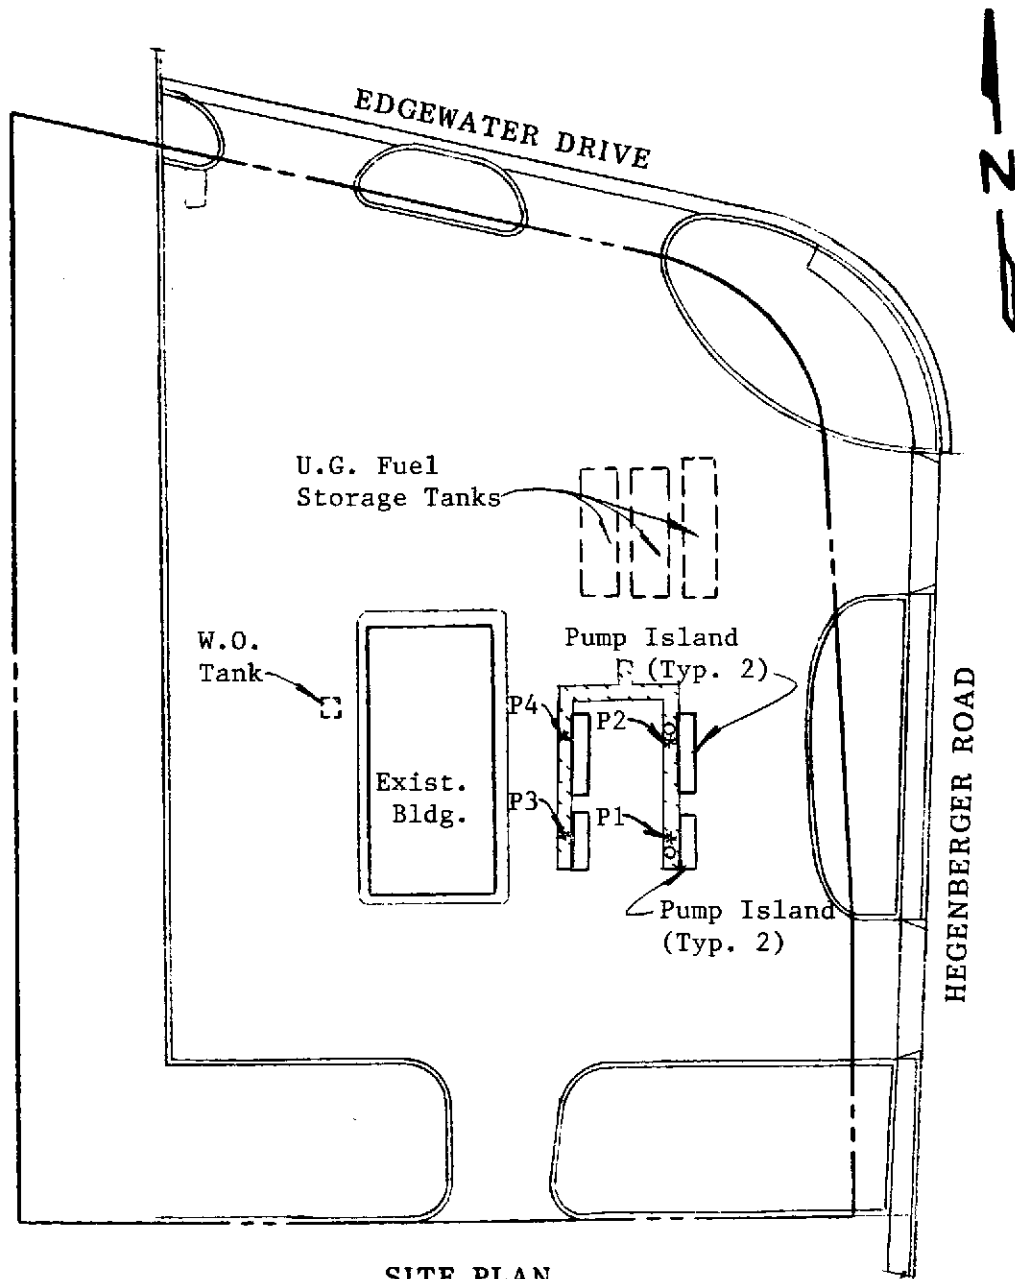 EDGEWATER DRIVE
N
U.G. Fuel
Storage Tanks
W.O.
Tank
Pump Island
(Typ. 2)
P4
P2
Exist.
Bldg.
P3
P1
Pump Island
(Typ. 2)
HEGENBERGER ROAD
SITE PLAN